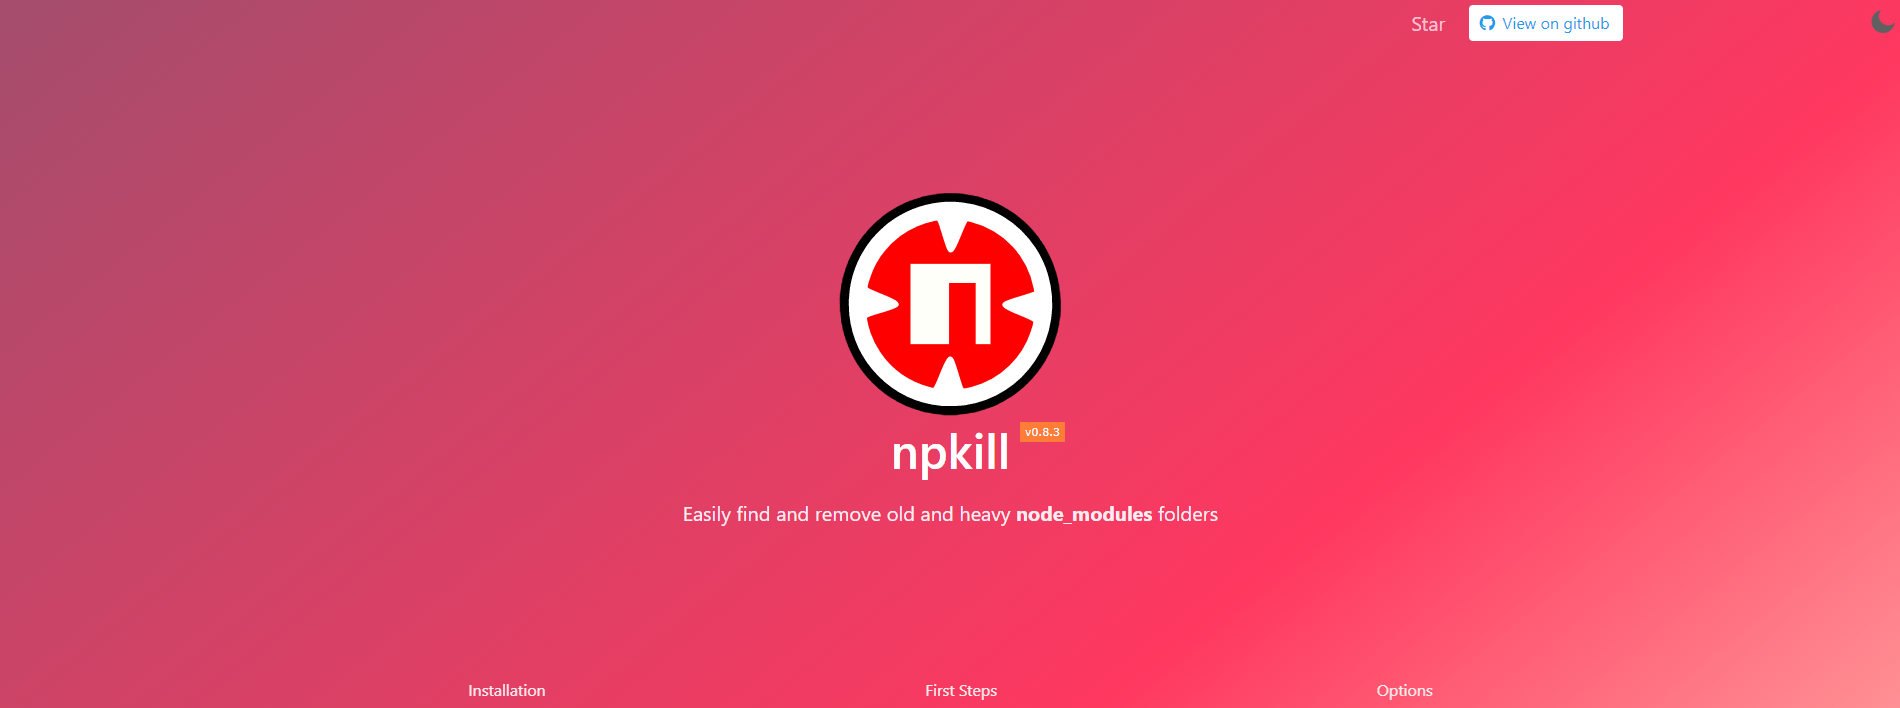 Star
View on github
v0.8.3
npkill
Easily find and remove old and heavy node_modules folders
Installation
First Steps
Options